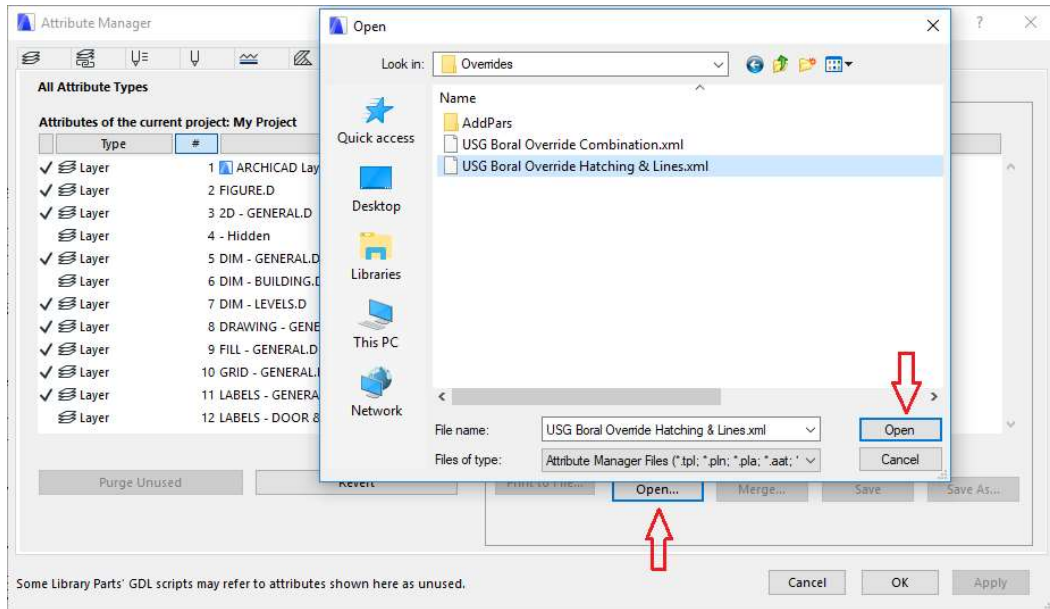 Attribute Manager
?
All Attribute Types
Attributes of the current project: My Project
Type #
Layer 1 ARCHICAD Lay
Layer 2 FIGURE.D
Layer 3 2D - GENERAL.D
Layer 4 - Hidden
Layer 5 DIM - GENERAL.D
Layer 6 DIM - BUILDING.D
Layer 7 DIM - LEVELS.D
Layer 8 DRAWING - GENE
Layer 9 FILL - GENERAL.D
Layer 10 GRID - GENERAL.
Layer 11 LABELS - GENERA
Layer 12 LABELS - DOOR &
Purge Unused
Revert
Print to File...
Open...
Merge...
Save
Save As...
Some Library Parts' GDL scripts may refer to attributes shown here as unused.
Cancel
OK
Apply
Open
Look in:
Overrides
Quick access
Desktop
Libraries
This PC
Network
Name
AddPars
USG Boral Override Combination.xml
USG Boral Override Hatching & Lines.xml
File name:
USG Boral Override Hatching & Lines.xml
Open
Files of type:
Attribute Manager Files (*.tpl; *.pln; *.pla; *.aat; *
Cancel